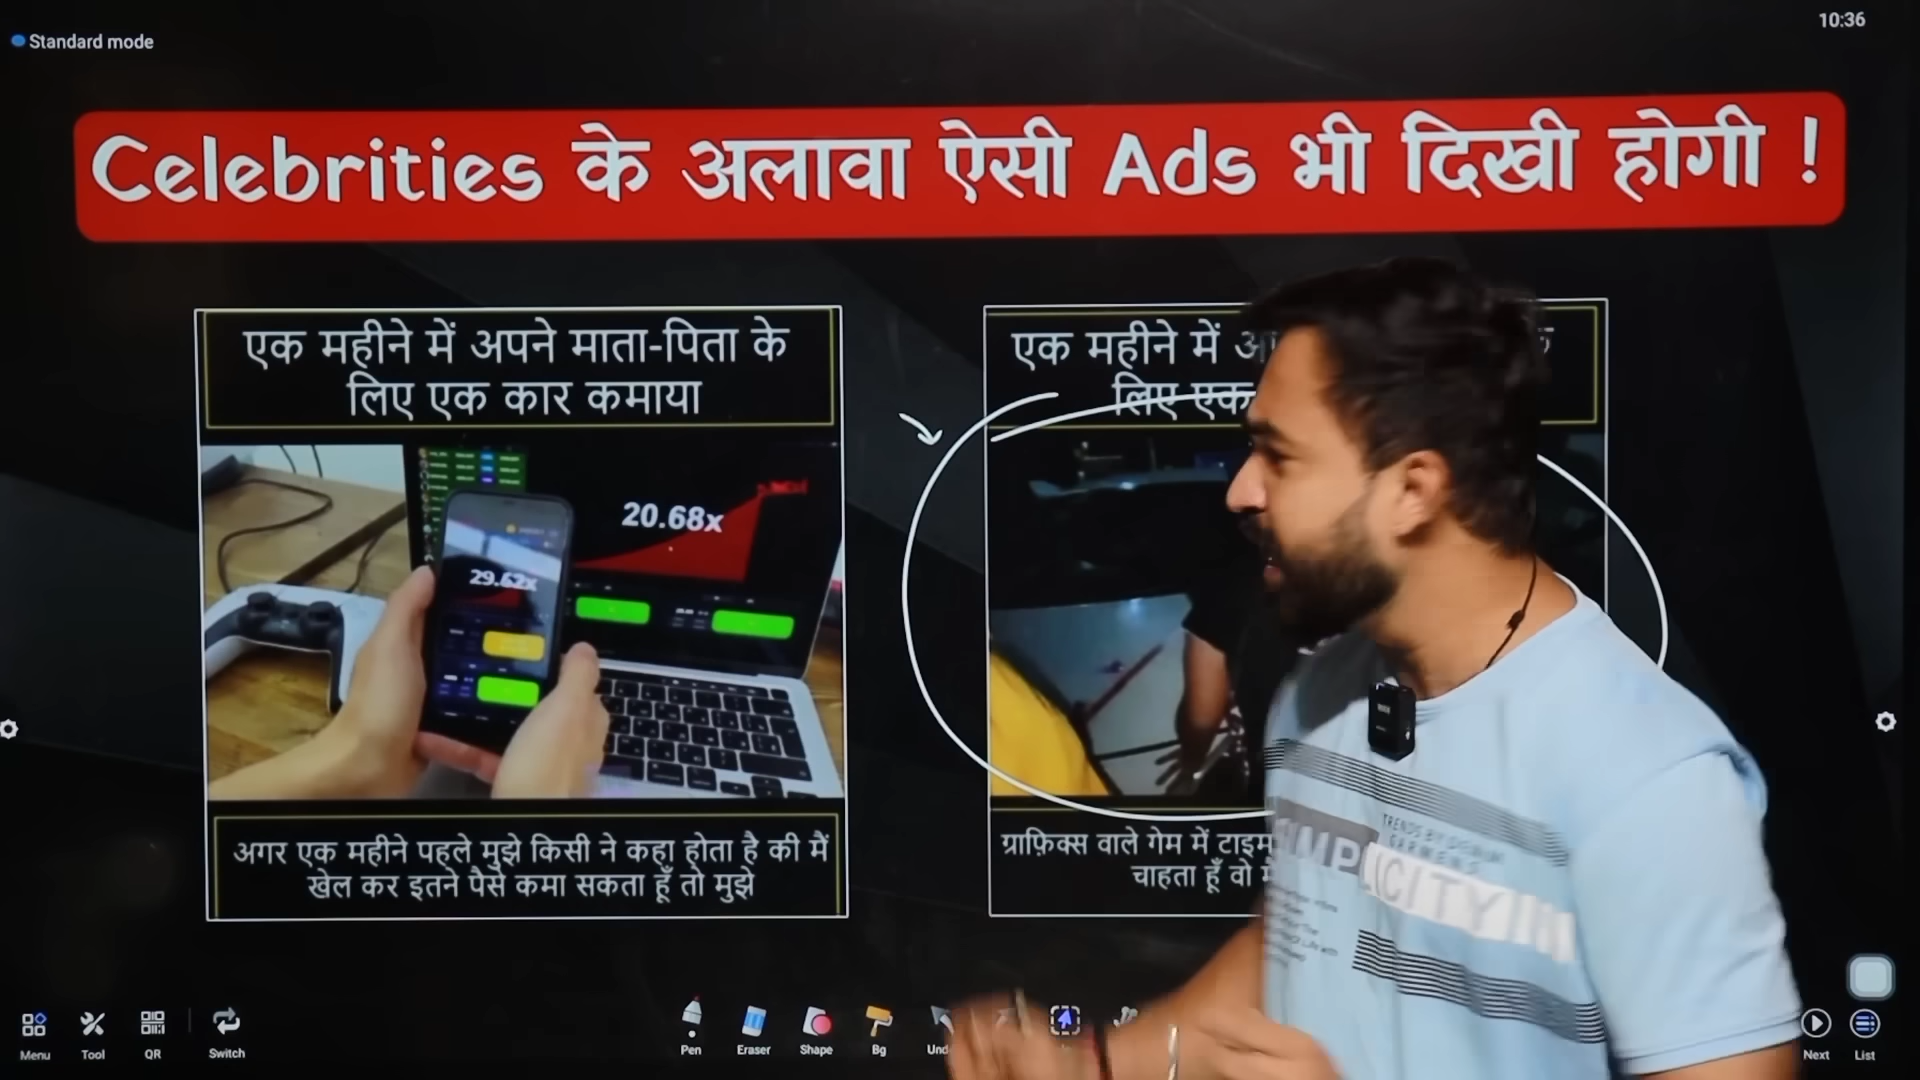 10:36
Standard mode
Celebrities के अलावा ऐसी Ads भी दिखी होगी !
एक महीने में अपने माता-पिता के
लिए एक कार कमाया
20.68x
29.62x
अगर एक महीने पहले मुझे किसी ने कहा होता है की मैं
खेल कर इतने पैसे कमा सकता हूँ तो मुझे
एक महीने में
लिए एक
ग्राफ़िक्स वाले गेम में टाइम
चाहता हूँ वो
TRENDS BY
Menu
Tool
QR
Switch
Pen
Eraser
Shape
Bg
Next
List